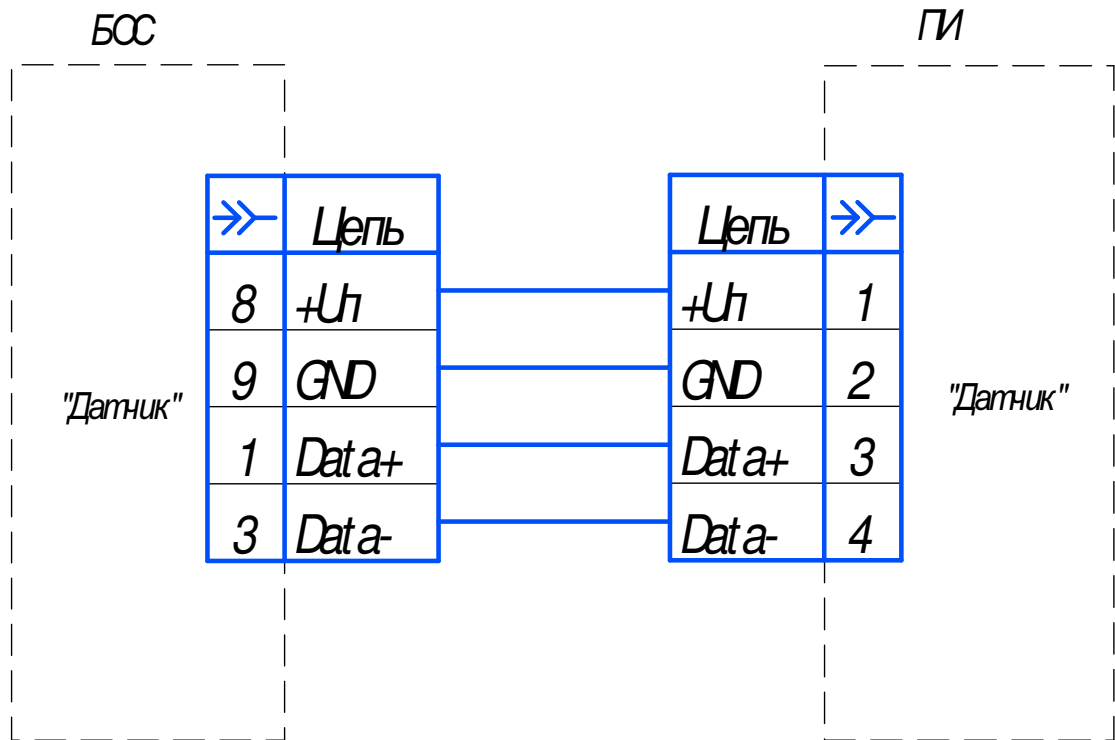 БОС ПИ
Цепь Цепь
8 +Uп +Uп 1
9 GND GND 2
"Датчик" "Датчик"
1 Data+ Data+ 3
3 Data- Data- 4